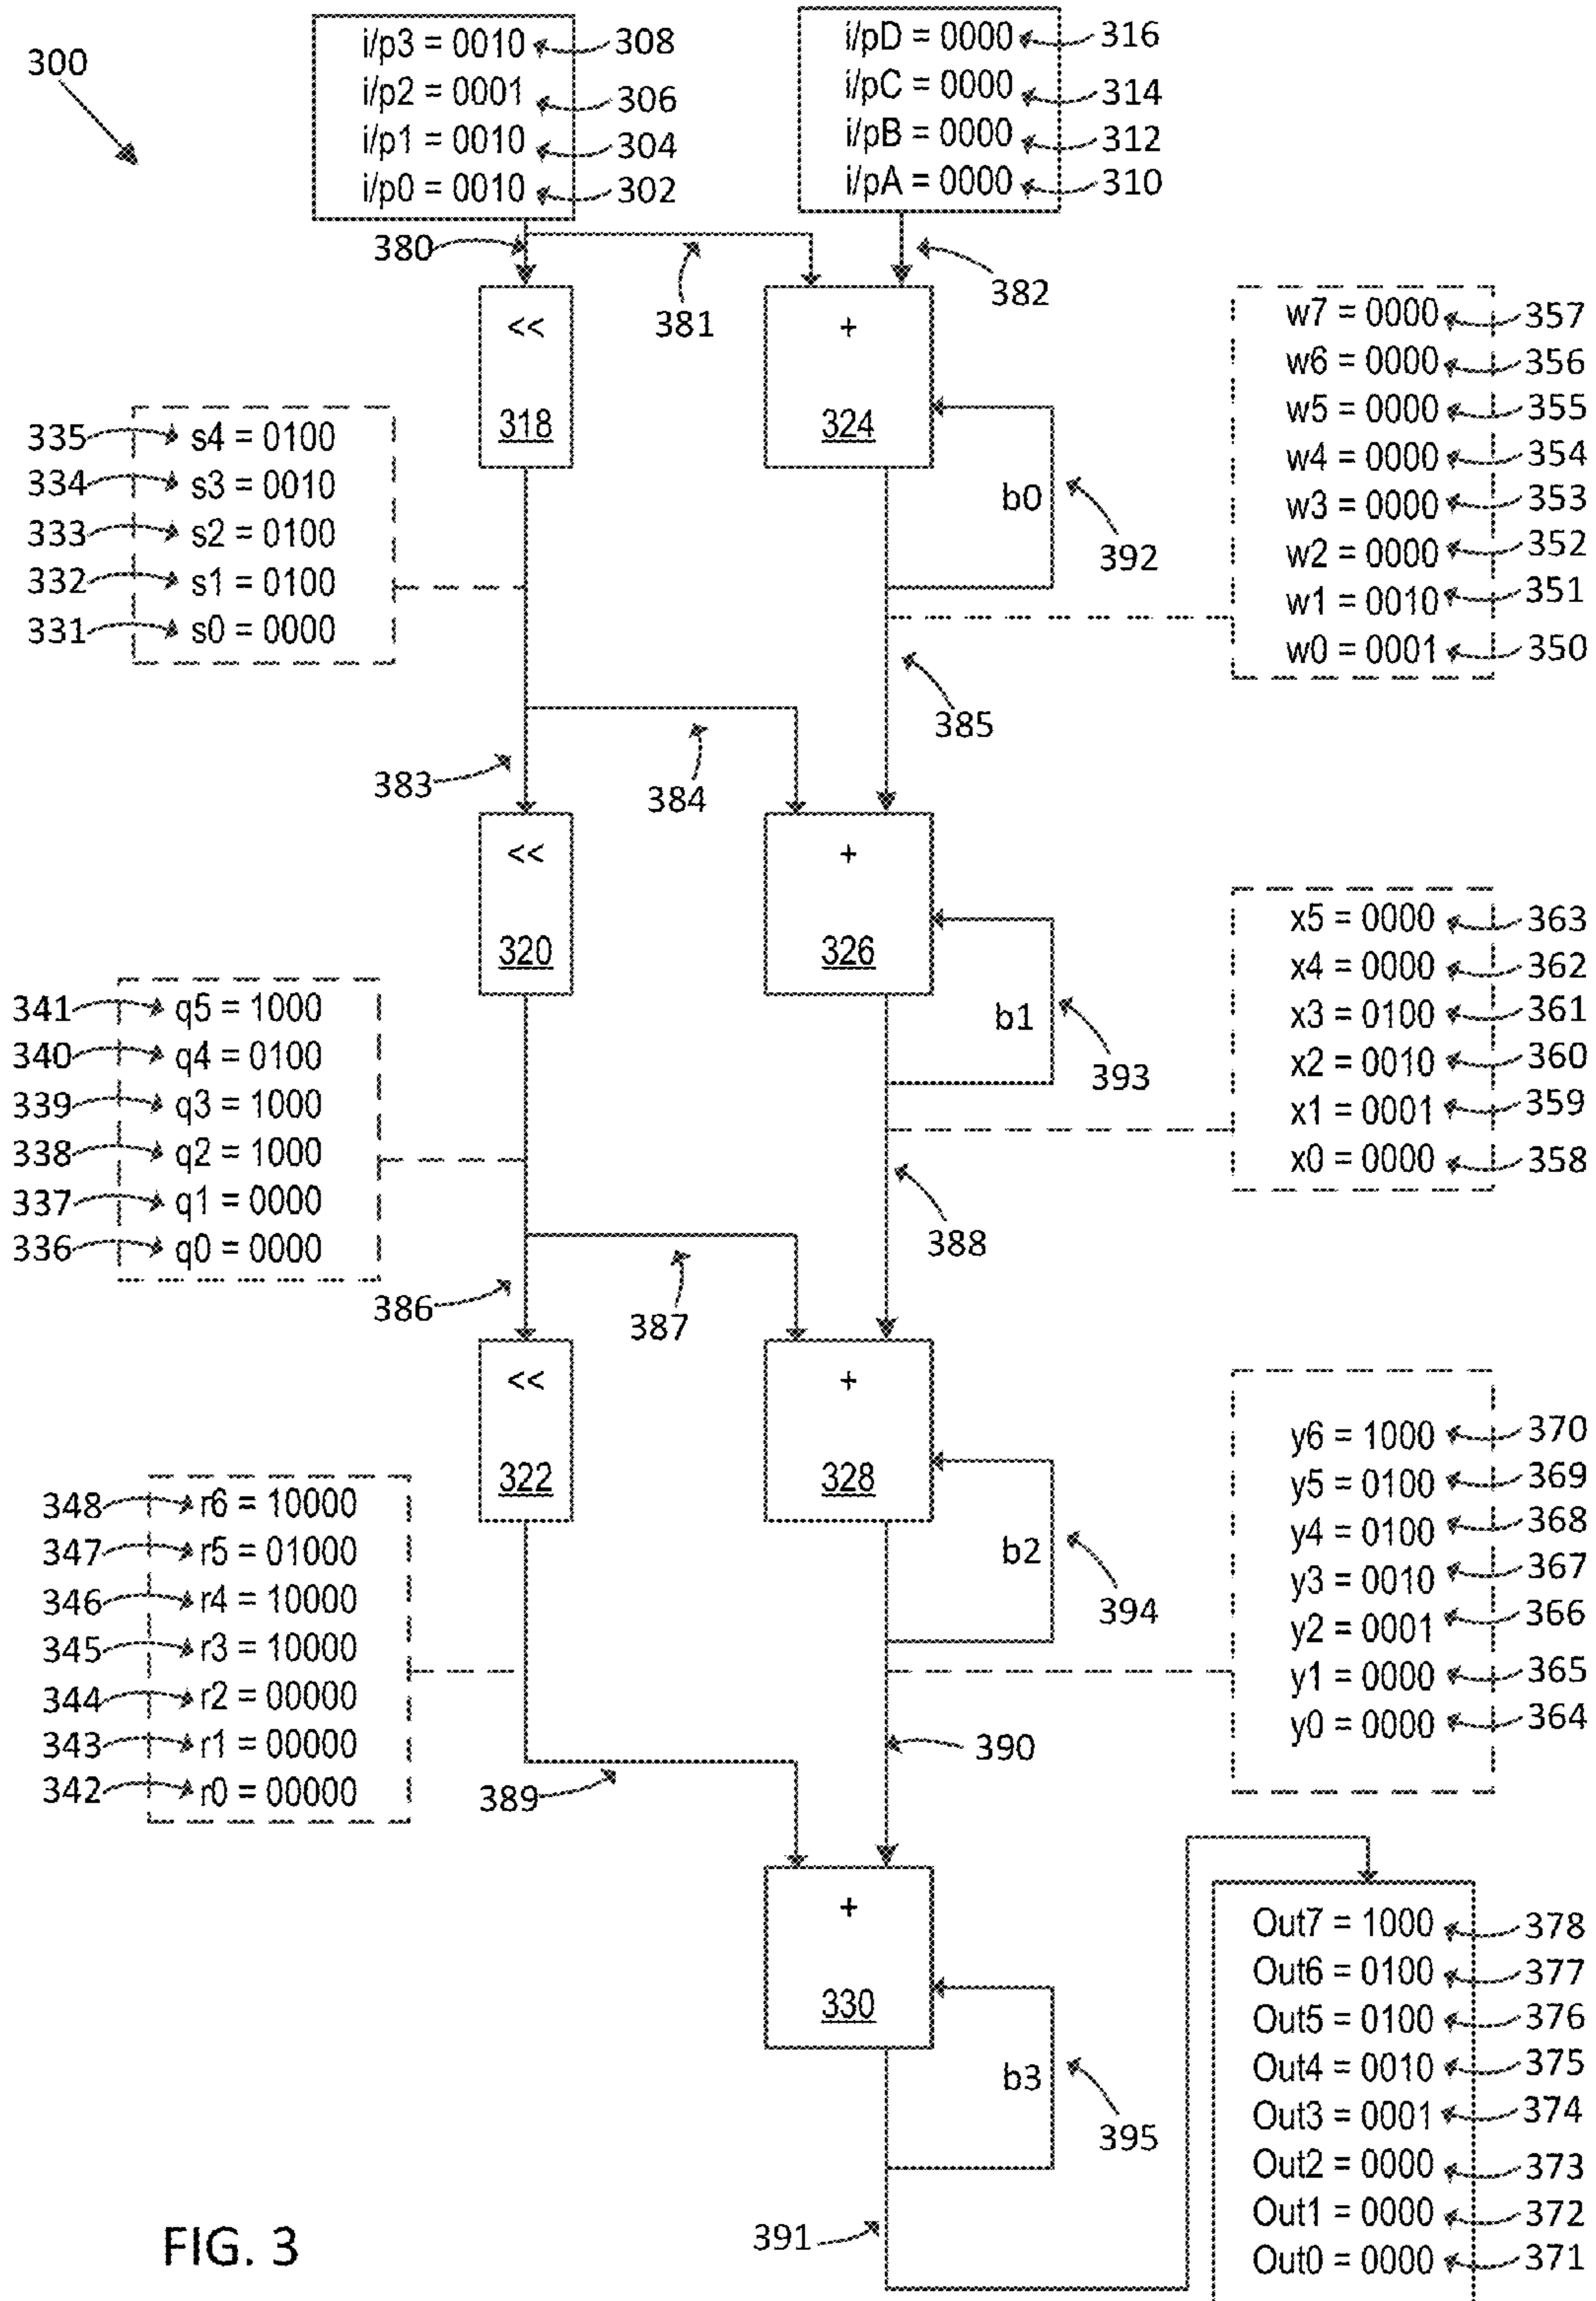 300
i/p3 = 0010 308
i/p2 = 0001 306
i/p1 = 0010 304
i/p0 = 0010 302
i/pD = 0000 316
i/pC = 0000 314
i/pB = 0000 312
i/pA = 0000 310
380
381
382
<<
318
+
324
b0
392
335 s4 = 0100
334 s3 = 0010
333 s2 = 0100
332 s1 = 0100
331 s0 = 0000
w7 = 0000 357
w6 = 0000 356
w5 = 0000 355
w4 = 0000 354
w3 = 0000 353
w2 = 0000 352
w1 = 0010 351
w0 = 0001 350
383
384
385
<<
320
+
326
b1
393
341 q5 = 1000
340 q4 = 0100
339 q3 = 1000
338 q2 = 1000
337 q1 = 0000
336 q0 = 0000
x5 = 0000 363
x4 = 0000 362
x3 = 0100 361
x2 = 0010 360
x1 = 0001 359
x0 = 0000 358
386
387
388
<<
322
+
328
b2
394
348 r6 = 10000
347 r5 = 01000
346 r4 = 10000
345 r3 = 10000
344 r2 = 00000
343 r1 = 00000
342 r0 = 00000
y6 = 1000 370
y5 = 0100 369
y4 = 0100 368
y3 = 0010 367
y2 = 0001 366
y1 = 0000 365
y0 = 0000 364
389
390
+
330
b3
395
391
Out7 = 1000 378
Out6 = 0100 377
Out5 = 0100 376
Out4 = 0010 375
Out3 = 0001 374
Out2 = 0000 373
Out1 = 0000 372
Out0 = 0000 371
FIG. 3